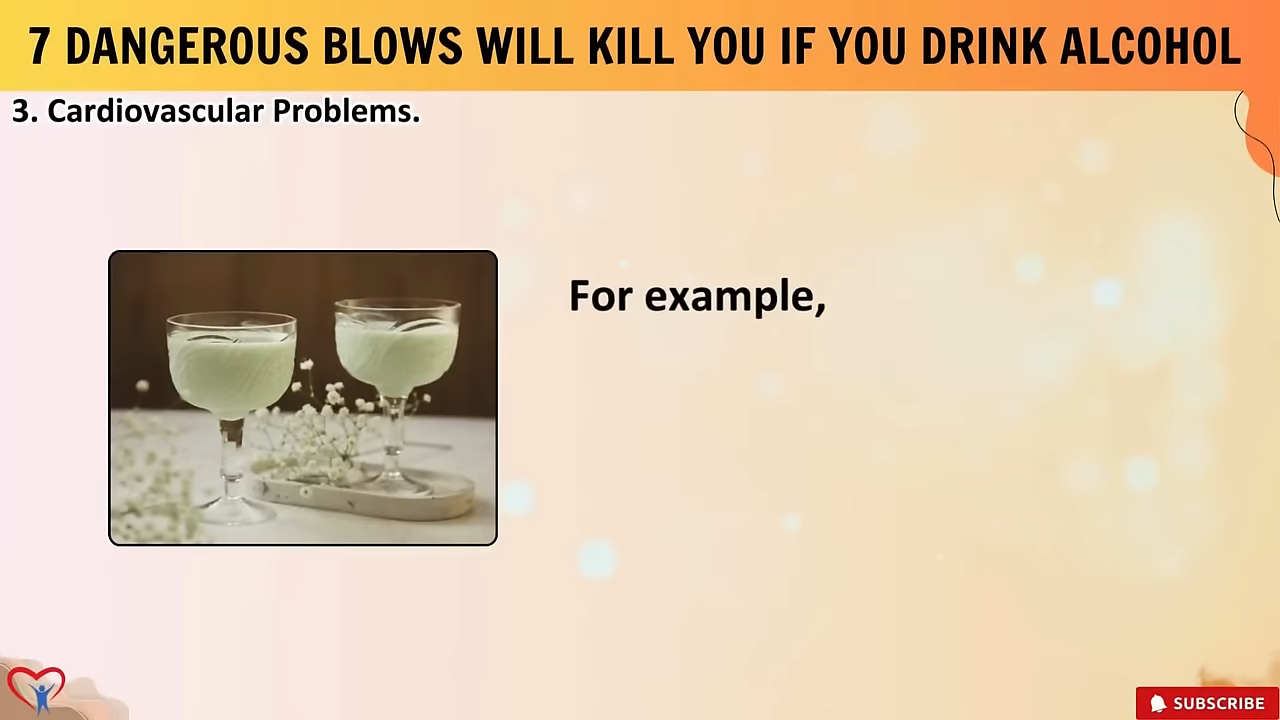 7 DANGEROUS BLOWS WILL KILL YOU IF YOU DRINK ALCOHOL
3. Cardiovascular Problems.
For example,
SUBSCRIBE